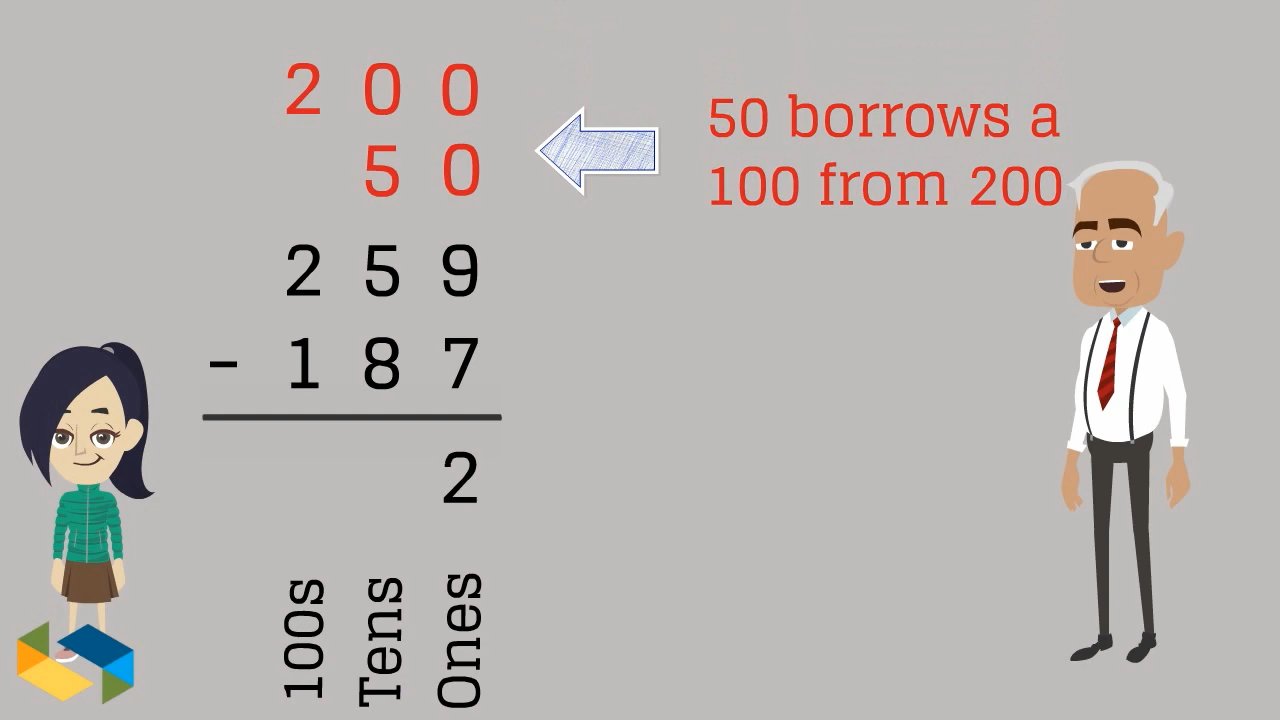 2 0 0
5 0
50 borrows a
100 from 200
2 5 9
- 1 8 7
2
100s Tens Ones